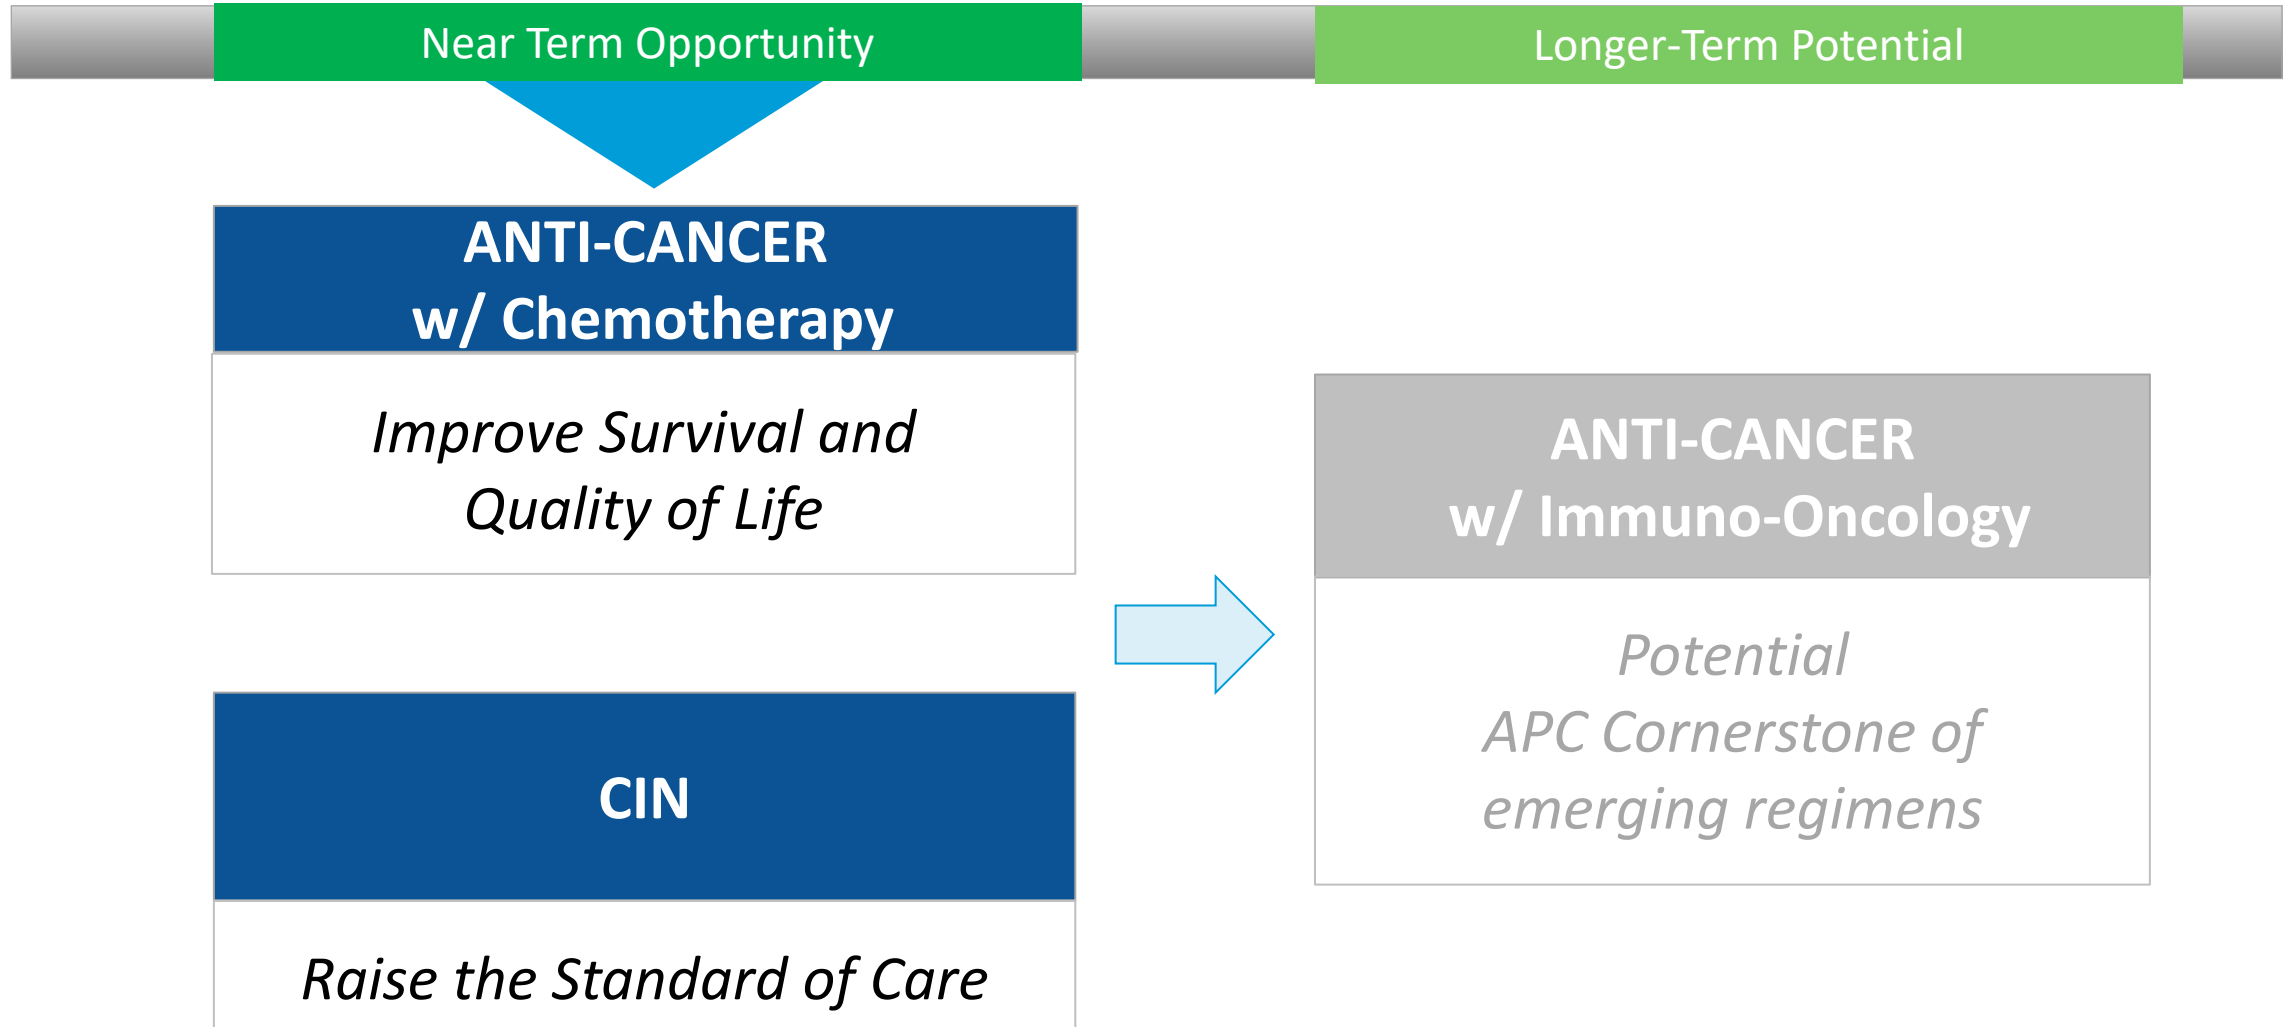 Near Term Opportunity
Longer-Term Potential
ANTI-CANCER
w/ Chemotherapy
Improve Survival and
Quality of Life
CIN
Raise the Standard of Care
ANTI-CANCER
w/ Immuno-Oncology
Potential
APC Cornerstone of
emerging regimens